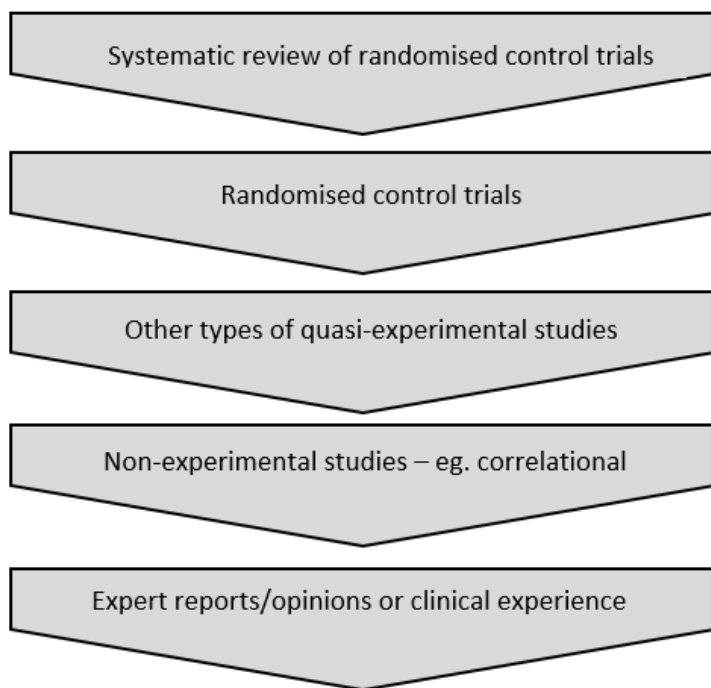 Systematic review of randomised control trials
Randomised control trials
Other types of quasi-experimental studies
Non-experimental studies – eg. correlational
Expert reports/opinions or clinical experience